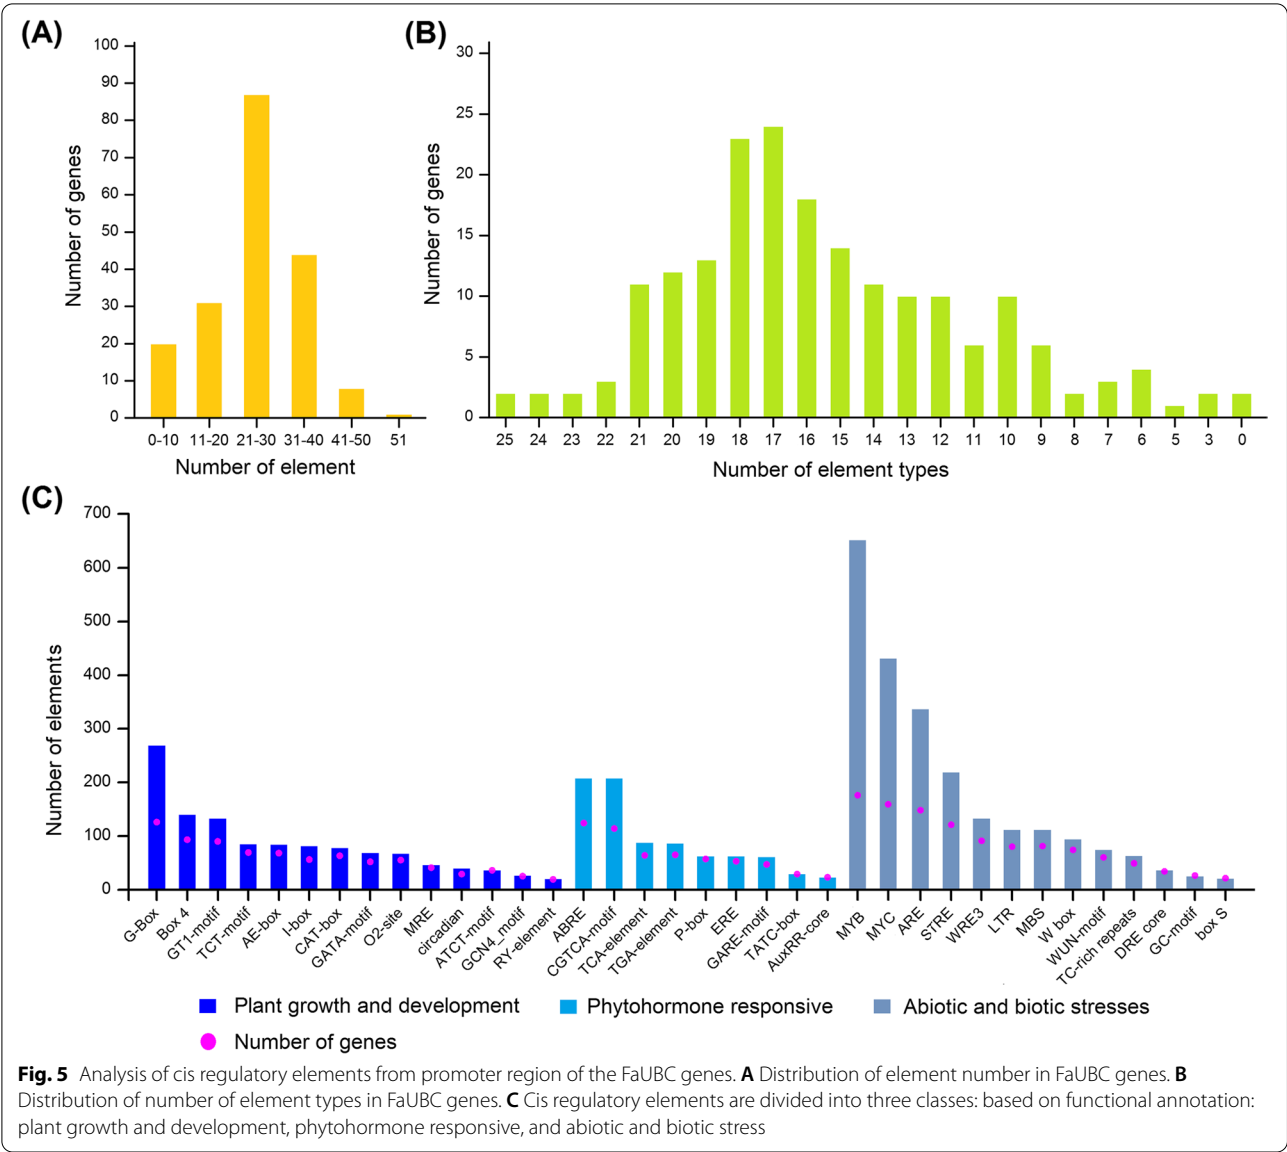 (A)
100
90
80
70
60
50
40
30
20
10
0
Number of genes
0-10 11-20 21-30 31-40 41-50 51
Number of element
(B)
30
25
20
15
10
5
0
Number of genes
25 24 23 22 21 20 19 18 17 16 15 14 13 12 11 10 9 8 7 6 5 3 0
Number of element types
(C)
700
600
500
400
300
200
100
0
Number of elements
G-Box
Box 4
GT1-motif
TCT-motif
AE-box
I-box
CAT-box
GATA-motif
O2-site
MRE
circadian
ATCT-motif
GCN4_motif
RY-element
ABRE
CGTCA-motif
TCA-element
TGA-element
P-box
ERE
GARE-motif
TATC-box
AuxRR-core
MYB
MYC
ARE
STRE
WRE3
LTR
MBS
W box
WUN-motif
TC-rich repeats
DRE core
GC-motif
box S
Plant growth and development
Phytohormone responsive
Abiotic and biotic stresses
Number of genes
Fig. 5 Analysis of cis regulatory elements from promoter region of the FaUBC genes. A Distribution of element number in FaUBC genes. B
Distribution of number of element types in FaUBC genes. C Cis regulatory elements are divided into three classes: based on functional annotation:
plant growth and development, phytohormone responsive, and abiotic and biotic stress